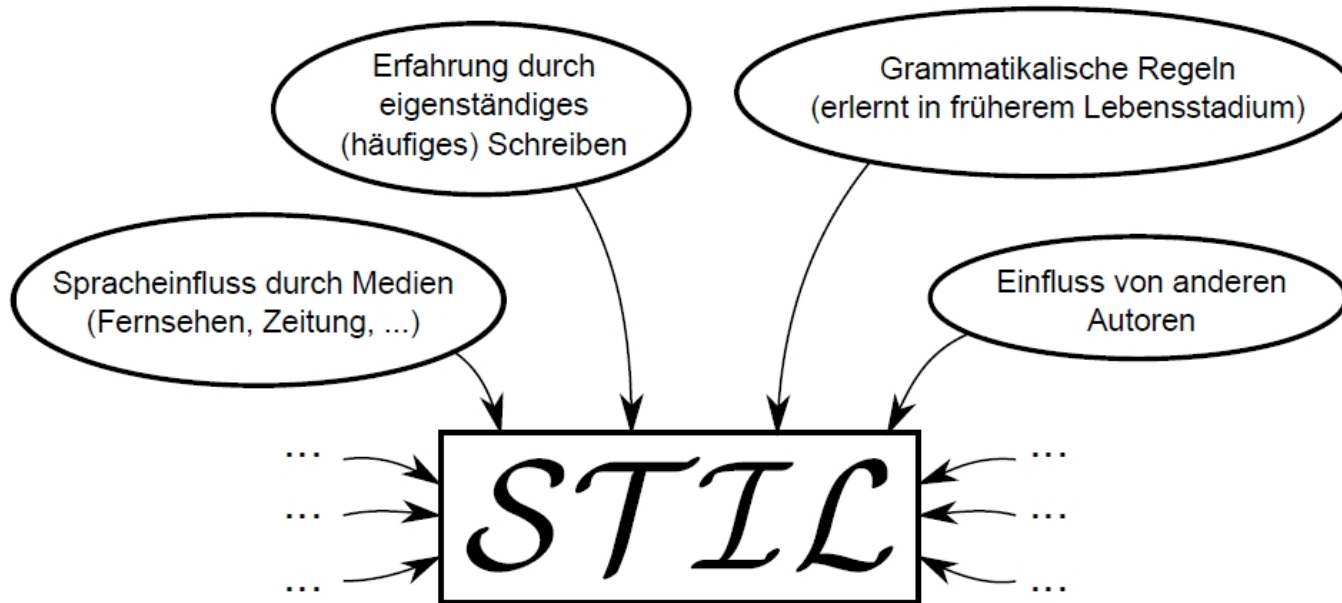 Erfahrung durch
eigenständiges
(häufiges) Schreiben
Grammatikalische Regeln
(erlernt in früherem Lebensstadium)
Spracheinfluss durch Medien
(Fernsehen, Zeitung, ...)
Einfluss von anderen
Autoren
...
...
...
STIL
...
...
...